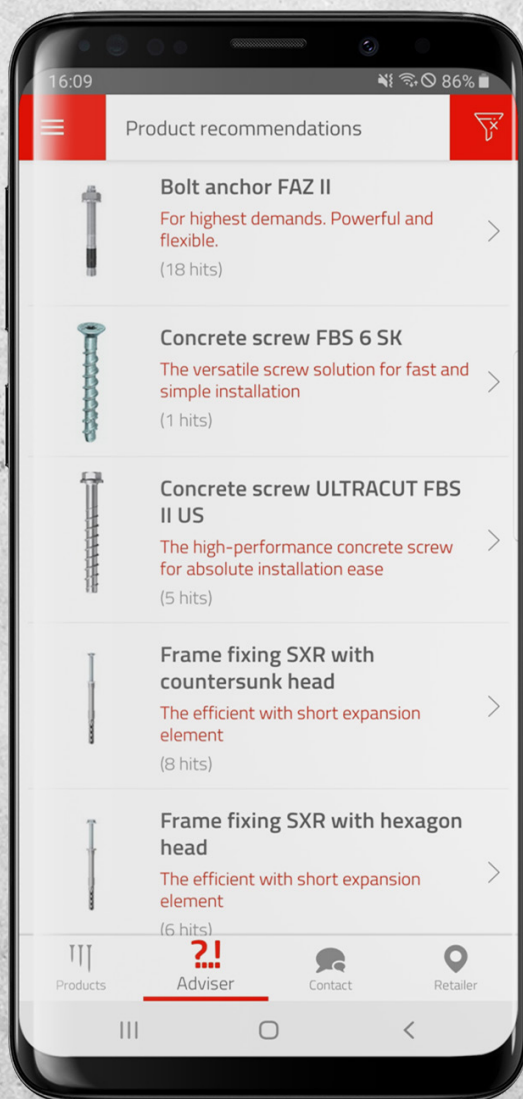 16:09
86%
Product recommendations
Bolt anchor FAZ II
For highest demands. Powerful and
flexible.
(18 hits)
Concrete screw FBS 6 SK
The versatile screw solution for fast and
simple installation
(1 hits)
Concrete screw ULTRACUT FBS
II US
The high-performance concrete screw
for absolute installation ease
(5 hits)
Frame fixing SXR with
countersunk head
The efficient with short expansion
element
(8 hits)
Frame fixing SXR with hexagon
head
The efficient with short expansion
element
(6 hits)
?..!
Products
Adviser
Contact
Retailer